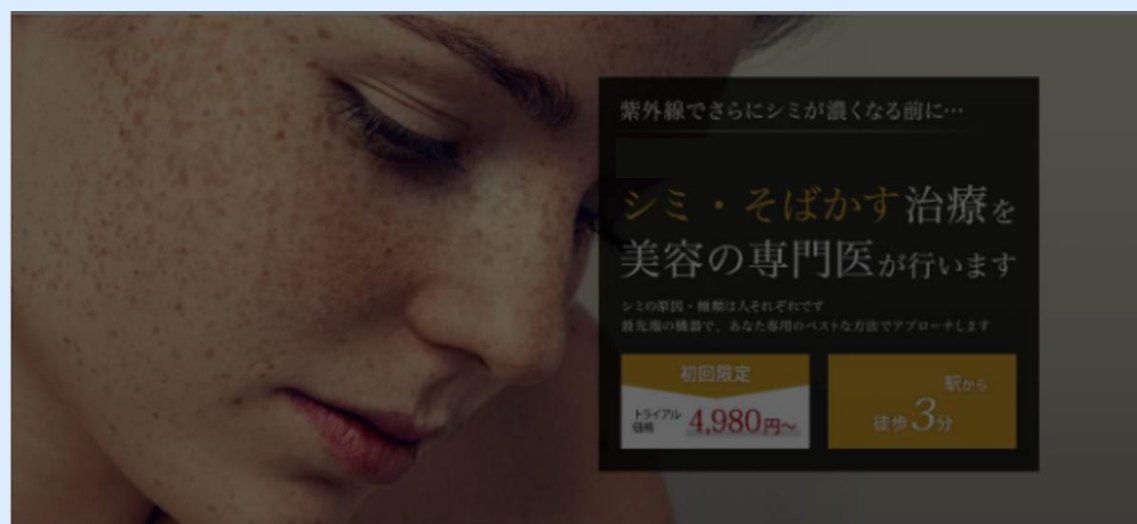 紫外線でさらにシミが濃くなる前に…
シミ・そばかす治療を
美容の専門医が行います
シミの原因・種類は人それぞれです
最先端の機器で、あなた専用のベストな方法でアプローチします
初回限定
トライアル
価格
4,980円〜
駅から
徒歩3分